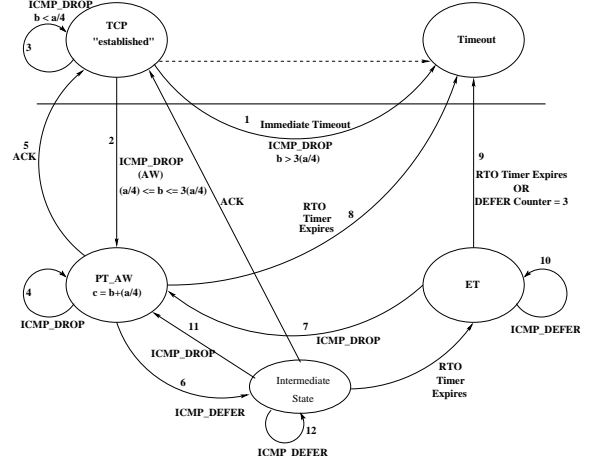 ICMP_DROP
b < a/4
3
TCP
"established"
Timeout
1 Immediate Timeout
ICMP_DROP
b > 3(a/4)
5
ACK
2
ICMP_DROP
(AW)
(a/4) <= b <= 3(a/4)
ACK
RTO
Timer
Expires
8
9
RTO Timer Expires
OR
DEFER Counter = 3
PT_AW
c = b+(a/4)
4
ICMP_DROP
ET
10
ICMP_DEFER
7
ICMP_DROP
11
ICMP_DROP
6
ICMP_DEFER
Intermediate
State
RTO
Timer
Expires
12
ICMP_DEFER